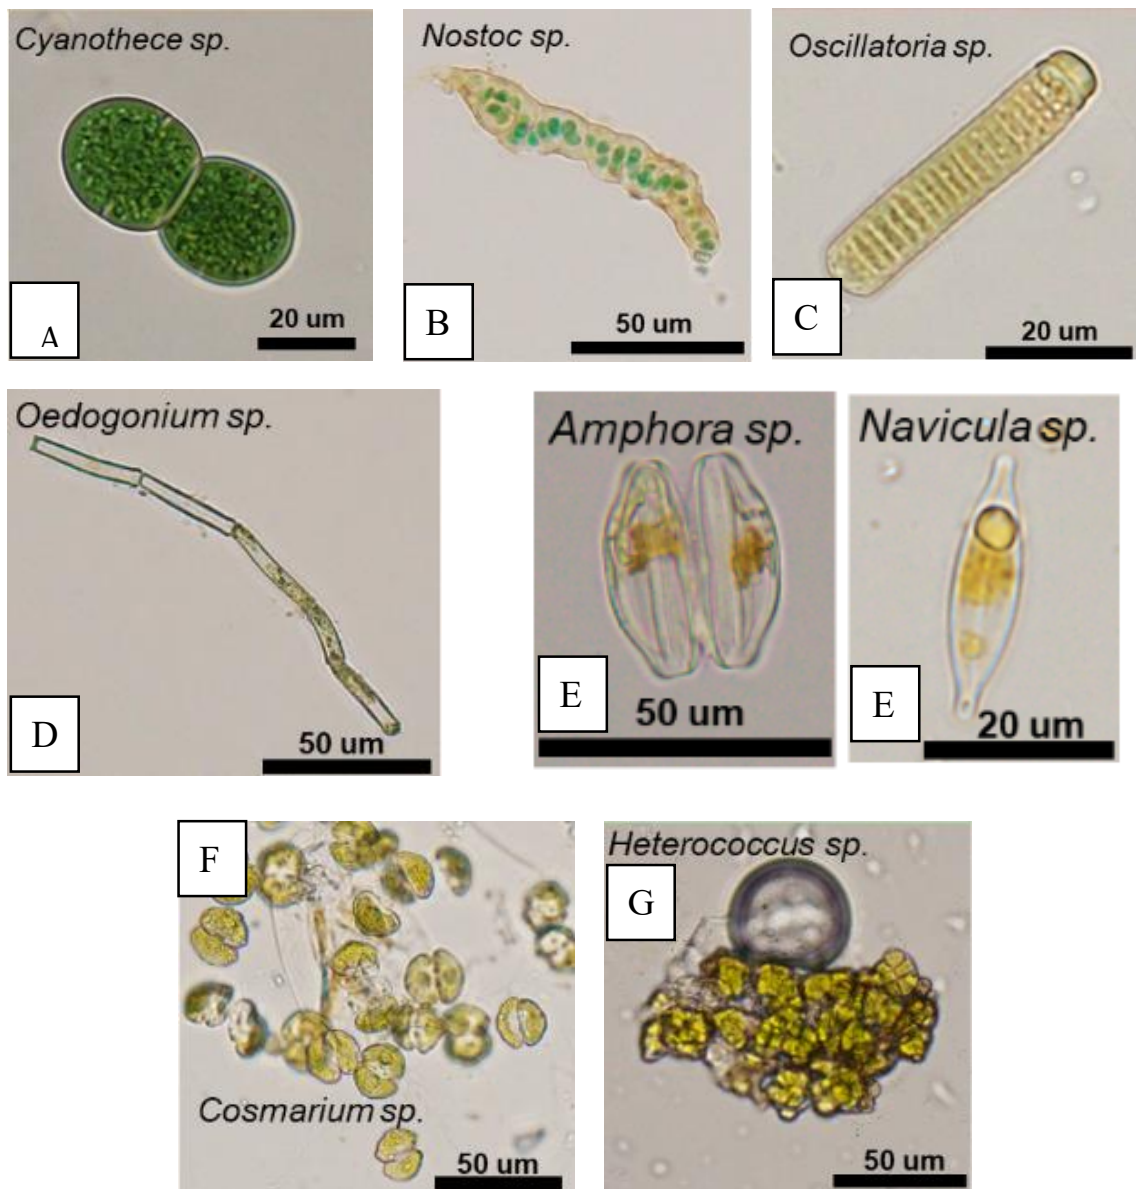 Cyanothece sp.
A
20 um
Nostoc sp.
B
50 um
Oscillatoria sp.
C
20 um
Oedogonium sp.
D
50 um
Amphora sp.
E
50 um
Navicula sp.
E
20 um
F
Cosmarium sp.
50 um
Heterococcus sp.
G
50 um